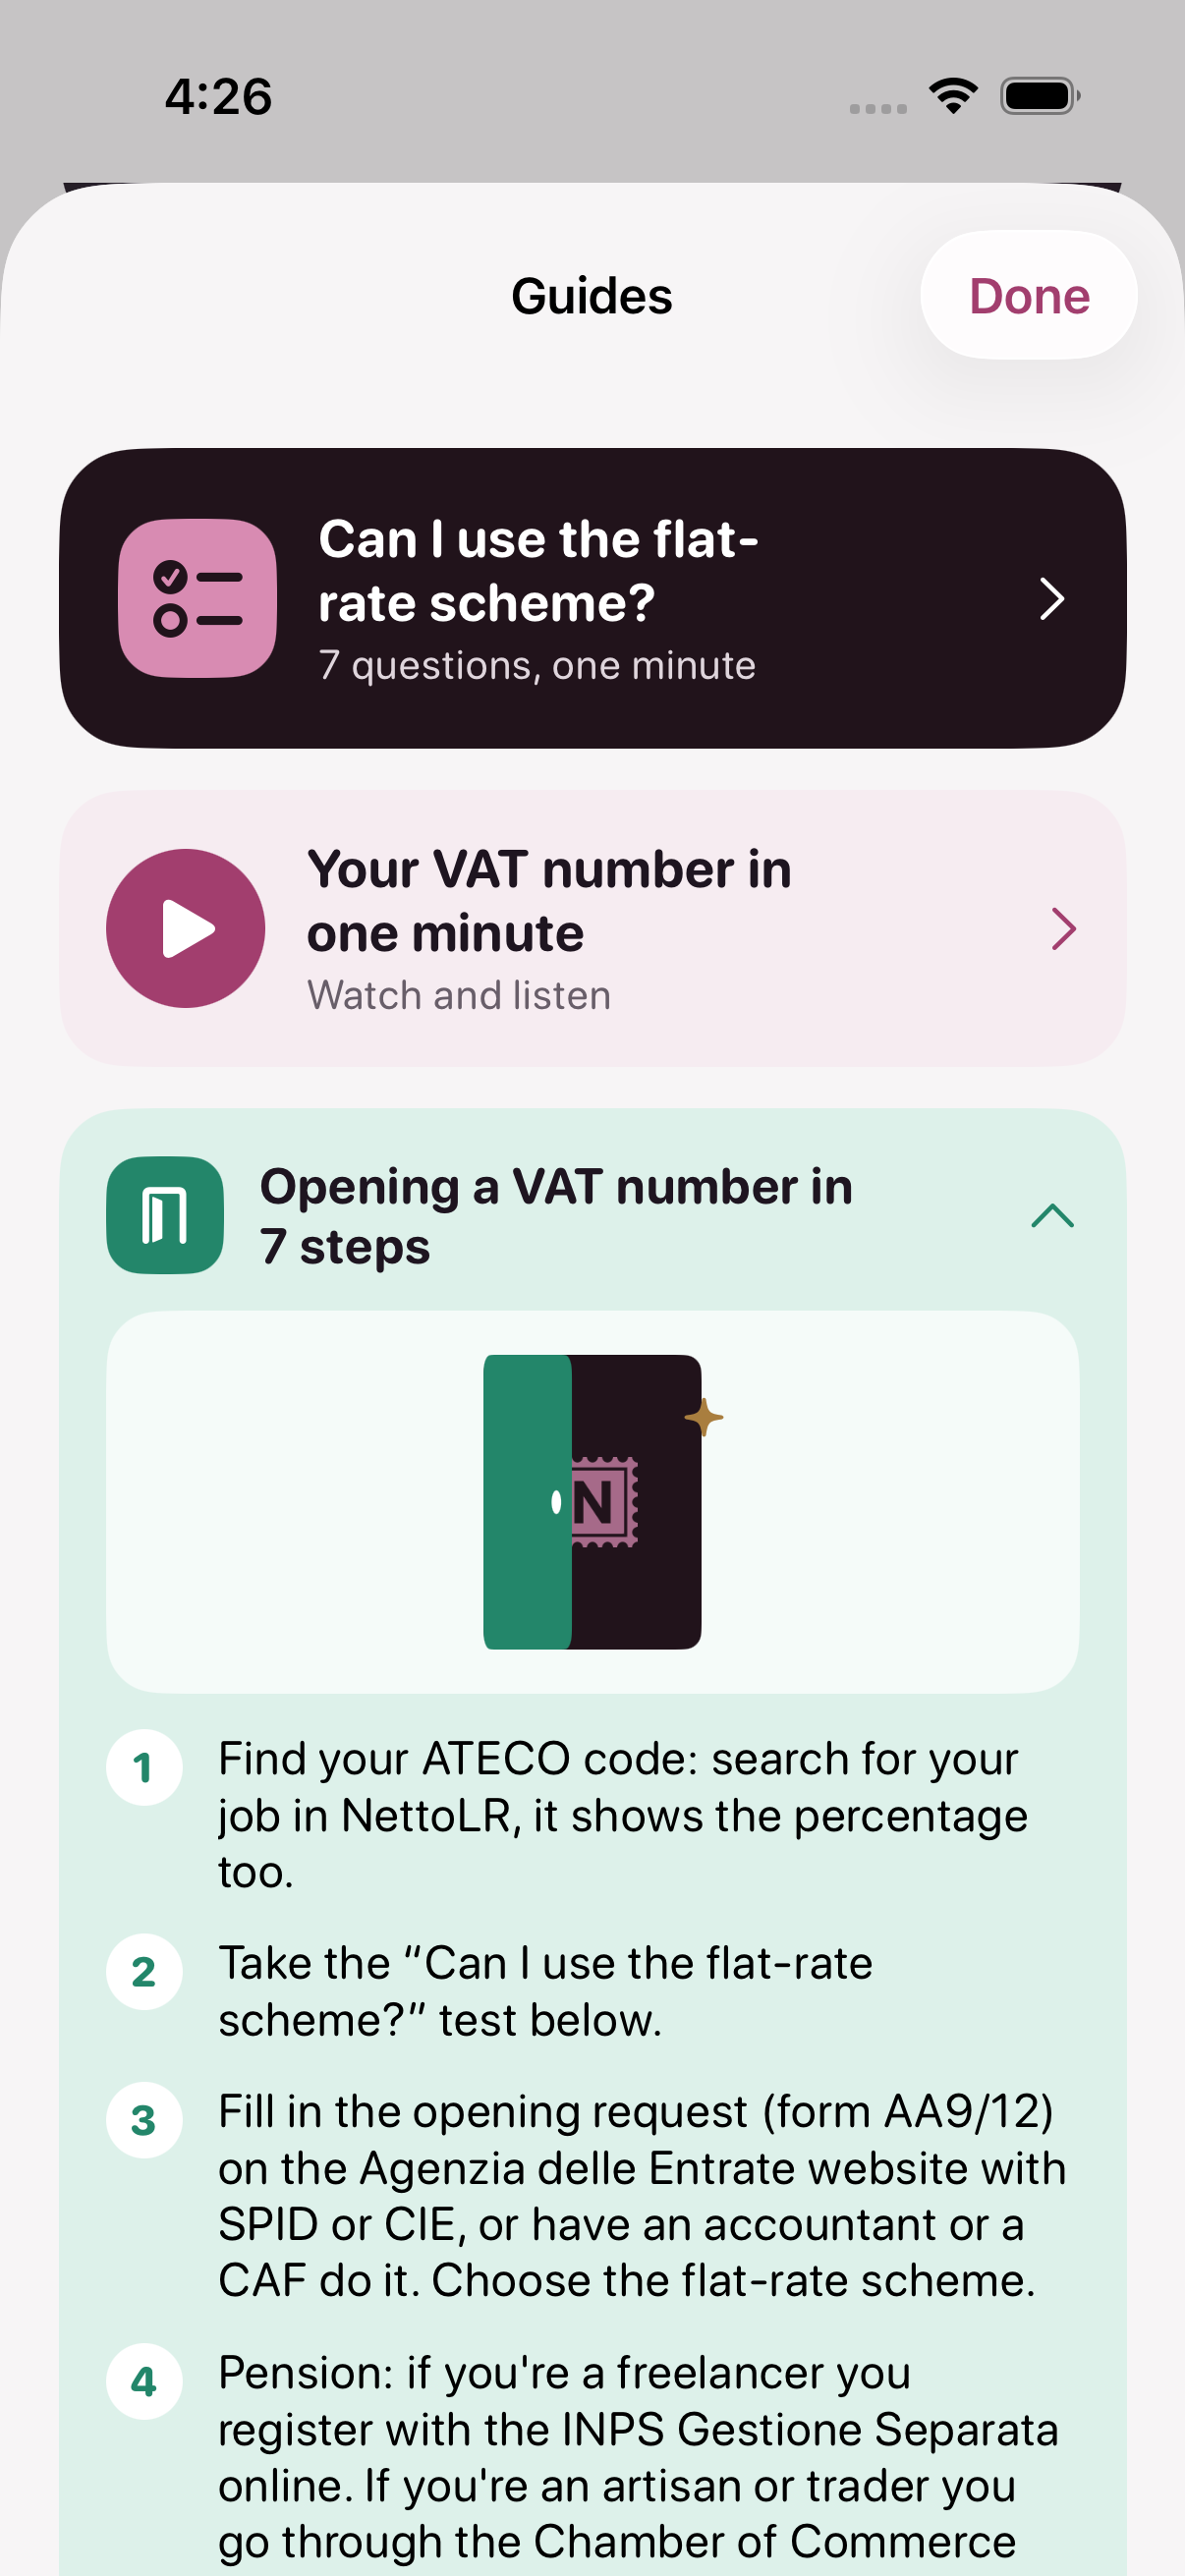 4:26
Guides
Done
Can I use the flat-
rate scheme?
7 questions, one minute
Your VAT number in
one minute
Watch and listen
Opening a VAT number in
7 steps
N
1
Find your ATECO code: search for your
job in NettoLR, it shows the percentage
too.
2
Take the "Can I use the flat-rate
scheme?" test below.
3
Fill in the opening request (form AA9/12)
on the Agenzia delle Entrate website with
SPID or CIE, or have an accountant or a
CAF do it. Choose the flat-rate scheme.
4
Pension: if you're a freelancer you
register with the INPS Gestione Separata
online. If you're an artisan or trader you
go through the Chamber of Commerce